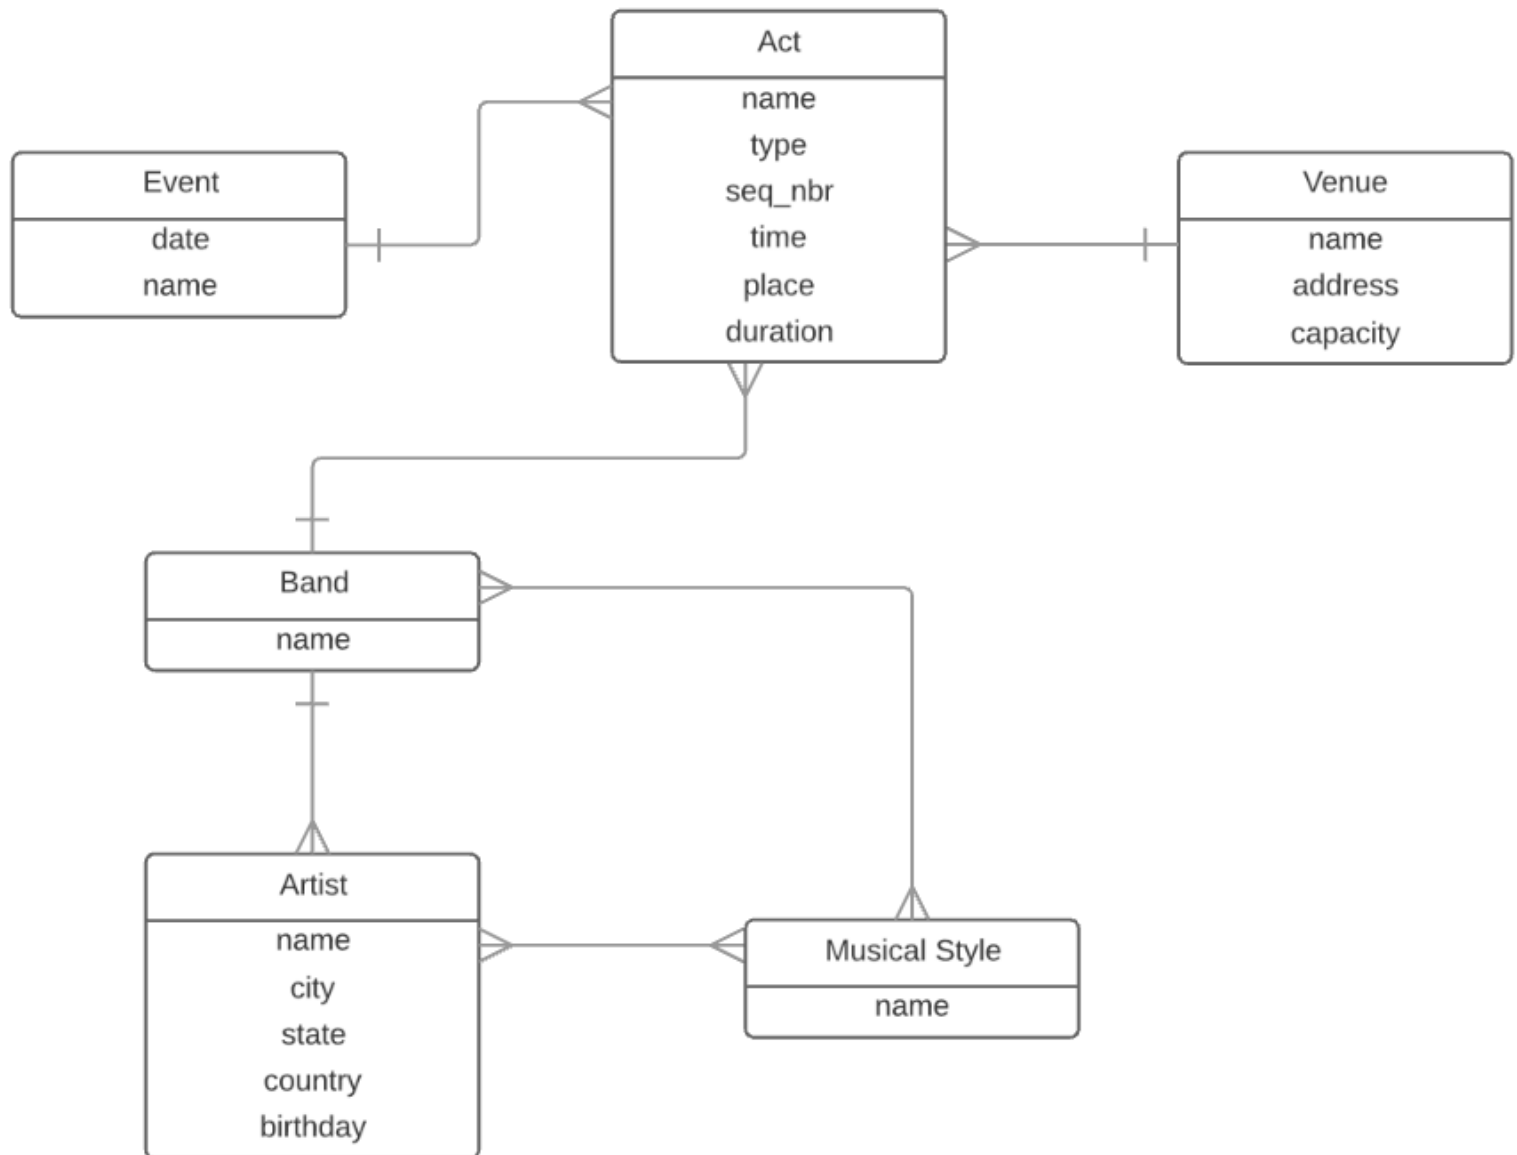 Act
name
type
seq_nbr
time
place
duration
Event
date
name
Venue
name
address
capacity
Band
name
Artist
name
city
state
country
birthday
Musical Style
name